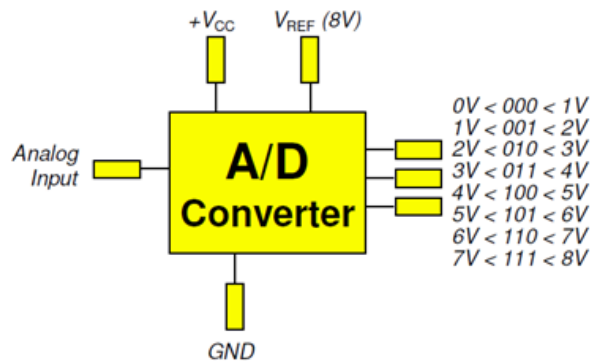 +VCC
VREF (8V)
Analog
Input
A/D
Converter
0V < 000 < 1V
1V < 001 < 2V
2V < 010 < 3V
3V < 011 < 4V
4V < 100 < 5V
5V < 101 < 6V
6V < 110 < 7V
7V < 111 < 8V
GND